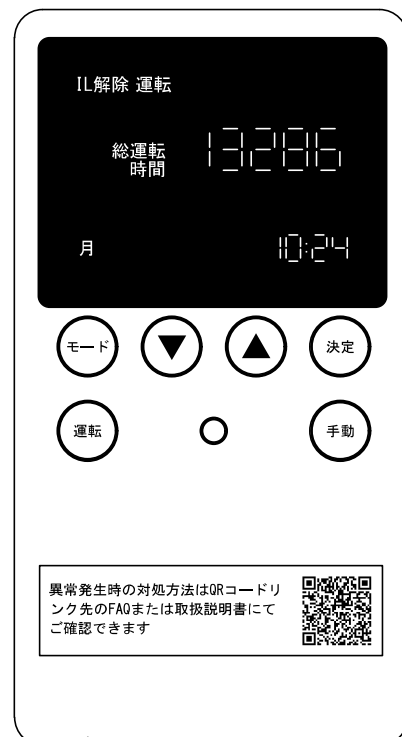 IL解除 運転
総運転
時間
13286
月
10:24
モード
▼
▲
決定
運転
手動
異常発生時の対処方法はQRコードリ
ンク先のFAQまたは取扱説明書にて
ご確認できます